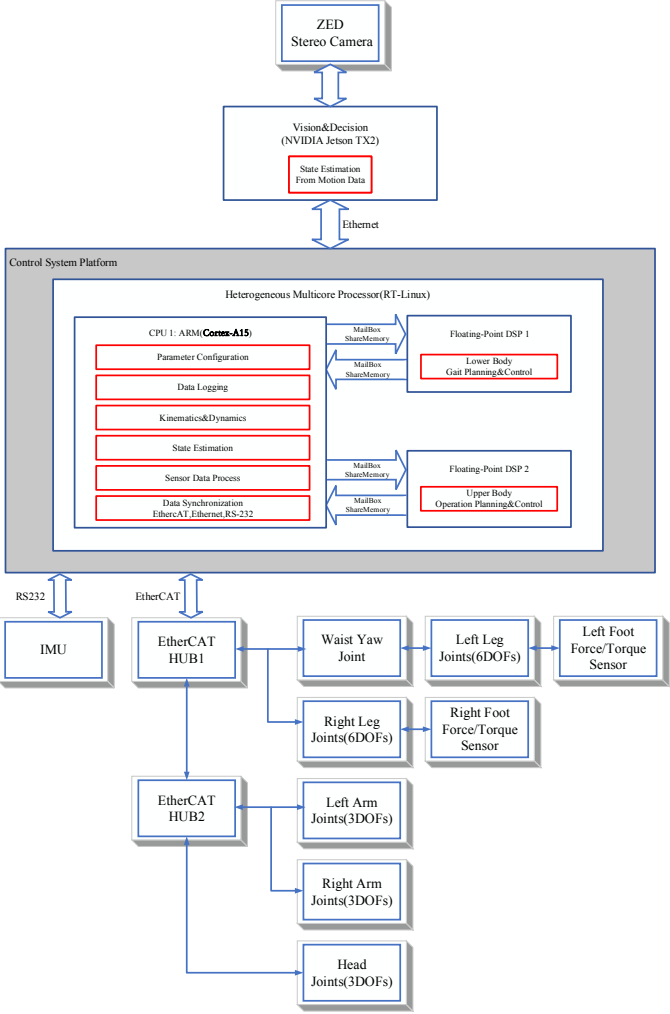 ZED
Stereo Camera
Vision&Decision
(NVIDIA Jetson TX2)
State Estimation
From Motion Data
Ethernet
Control System Platform
Heterogeneous Multicore Processor(RT-Linux)
CPU 1: ARM(Cortex-A15)
Parameter Configuration
Data Logging
Kinematics&Dynamics
State Estimation
Sensor Data Process
Data Synchronization
EthercAT,Ethernet,RS-232
MailBox
ShareMemory
MailBox
ShareMemory
Floating-Point DSP 1
Lower Body
Gait Planning&Control
MailBox
ShareMemory
MailBox
ShareMemory
Floating-Point DSP 2
Upper Body
Operation Planning&Control
RS232
EtherCAT
IMU
EtherCAT
HUB1
Waist Yaw
Joint
Left Leg
Joints(6DOFs)
Left Foot
Force/Torque
Sensor
Right Leg
Joints(6DOFs)
Right Foot
Force/Torque
Sensor
EtherCAT
HUB2
Left Arm
Joints(3DOFs)
Right Arm
Joints(3DOFs)
Head
Joints(3DOFs)